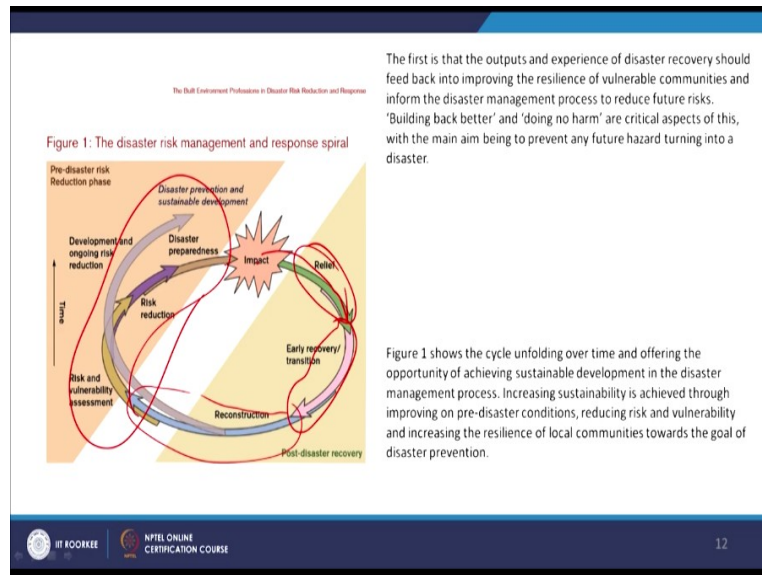 The Built Environment Professions in Disaster Risk Reduction and Response
Figure 1: The disaster risk management and response spiral
Pre-disaster risk
Reduction phase
Disaster prevention and
sustainable development
Development and
ongoing risk
reduction
Disaster
preparedness
Impact
Relief
Time
Risk
reduction
Early recovery/
transition
Risk and
vulnerability
assessment
Reconstruction
Post-disaster recovery
The first is that the outputs and experience of disaster recovery should
feed back into improving the resilience of vulnerable communities and
inform the disaster management process to reduce future risks.
‘Building back better’ and ‘doing no harm’ are critical aspects of this,
with the main aim being to prevent any future hazard turning into a
disaster.
Figure 1 shows the cycle unfolding over time and offering the
opportunity of achieving sustainable development in the disaster
management process. Increasing sustainability is achieved through
improving on pre-disaster conditions, reducing risk and vulnerability
and increasing the resilience of local communities towards the goal of
disaster prevention.
IIT ROORKEE
NPTEL ONLINE
CERTIFICATION COURSE
12